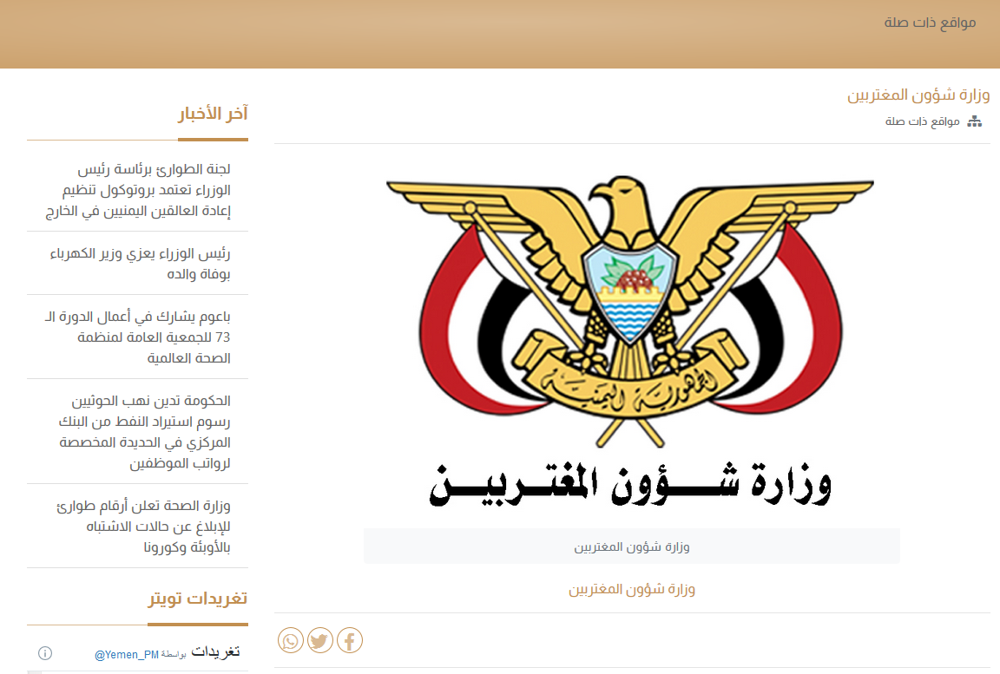 مواقع ذات صلة
وزارة شؤون المغتربين
مواقع ذات صلة
الجمهورية اليمنية
وزارة شؤون المغتربين
وزارة شؤون المغتربين
وزارة شؤون المغتربين
آخر الأخبار
لجنة الطوارئ برئاسة رئيس
الوزراء تعتمد بروتوكول تنظيم
إعادة العالقين اليمنيين في الخارج
رئيس الوزراء يعزي وزير الكهرباء
بوفاة والده
باعوم يشارك في أعمال الدورة الـ
73 للجمعية العامة لمنظمة
الصحة العالمية
الحكومة تدين نهب الحوثيين
رسوم استيراد النفط من البنك
المركزي في الحديدة المخصصة
لرواتب الموظفين
وزارة الصحة تعلن أرقام طوارئ
للإبلاغ عن حالات الاشتباه
بالأوبئة وكورونا
تغريدات تويتر
تغريدات بواسطة @Yemen_PM